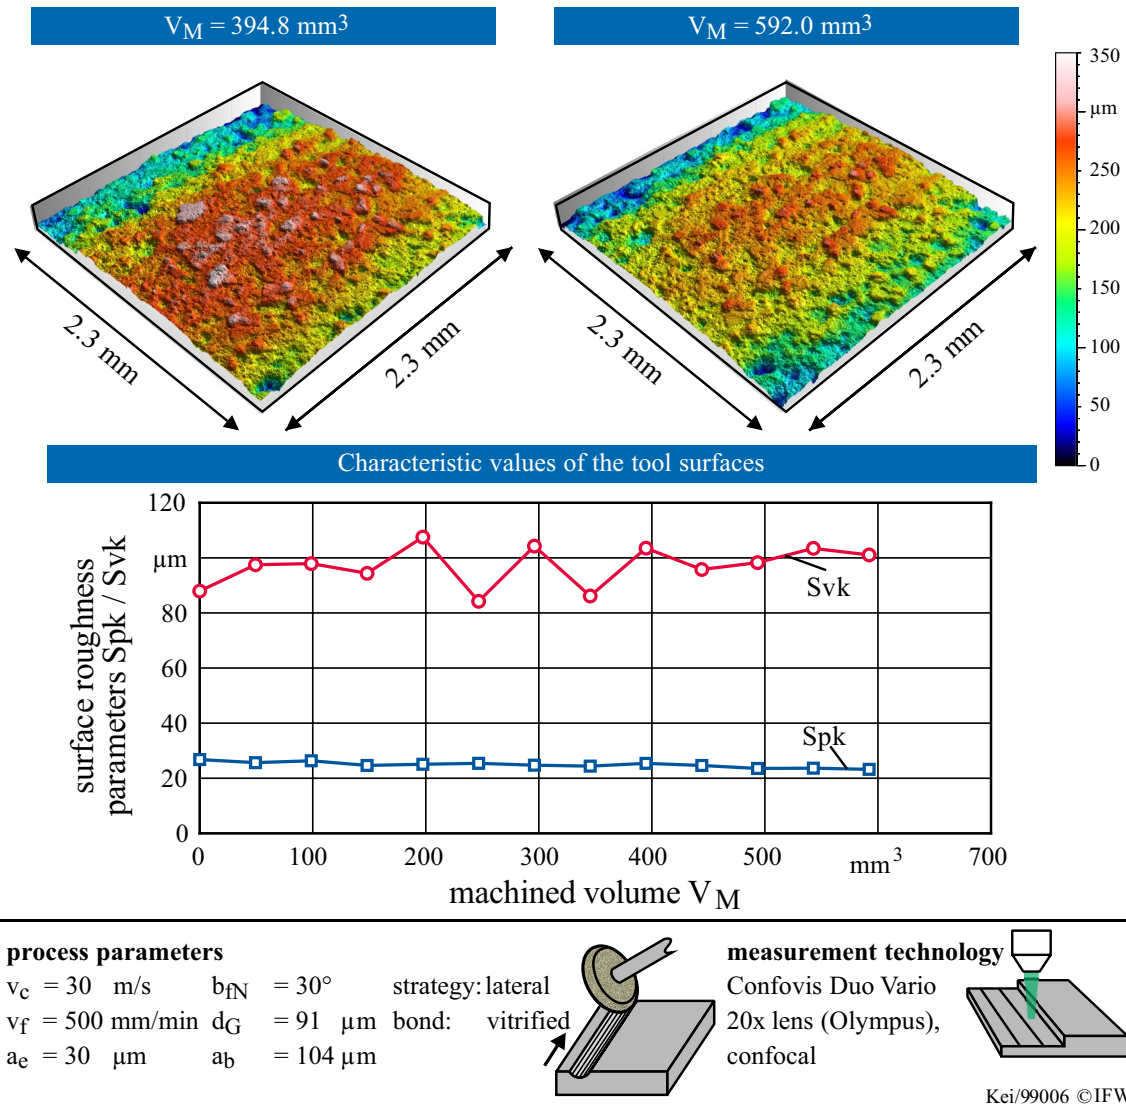 V_M = 394.8 mm³
V_M = 592.0 mm³
350
µm
250
200
150
100
50
0
2.3 mm
2.3 mm
2.3 mm
2.3 mm
Characteristic values of the tool surfaces
surface roughness
parameters Spk / Svk
120
µm
80
60
40
20
0
Svk
Spk
0 100 200 300 400 500 mm³ 700
machined volume V_M
process parameters
v_c = 30 m/s b_fN = 30° strategy: lateral
v_f = 500 mm/min d_G = 91 µm bond: vitrified
a_e = 30 µm a_b = 104 µm
measurement technology
Confovis Duo Vario
20x lens (Olympus),
confocal
Kei/99006 ©IFW